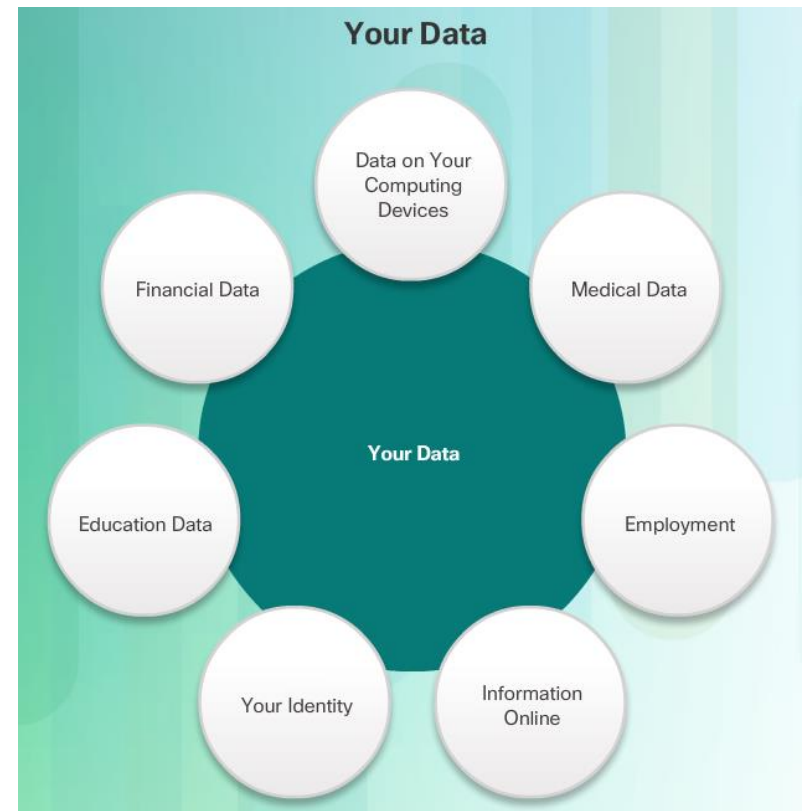 Your Data
Data on Your
Computing
Devices
Financial Data
Medical Data
Your Data
Education Data
Employment
Your Identity
Information
Online